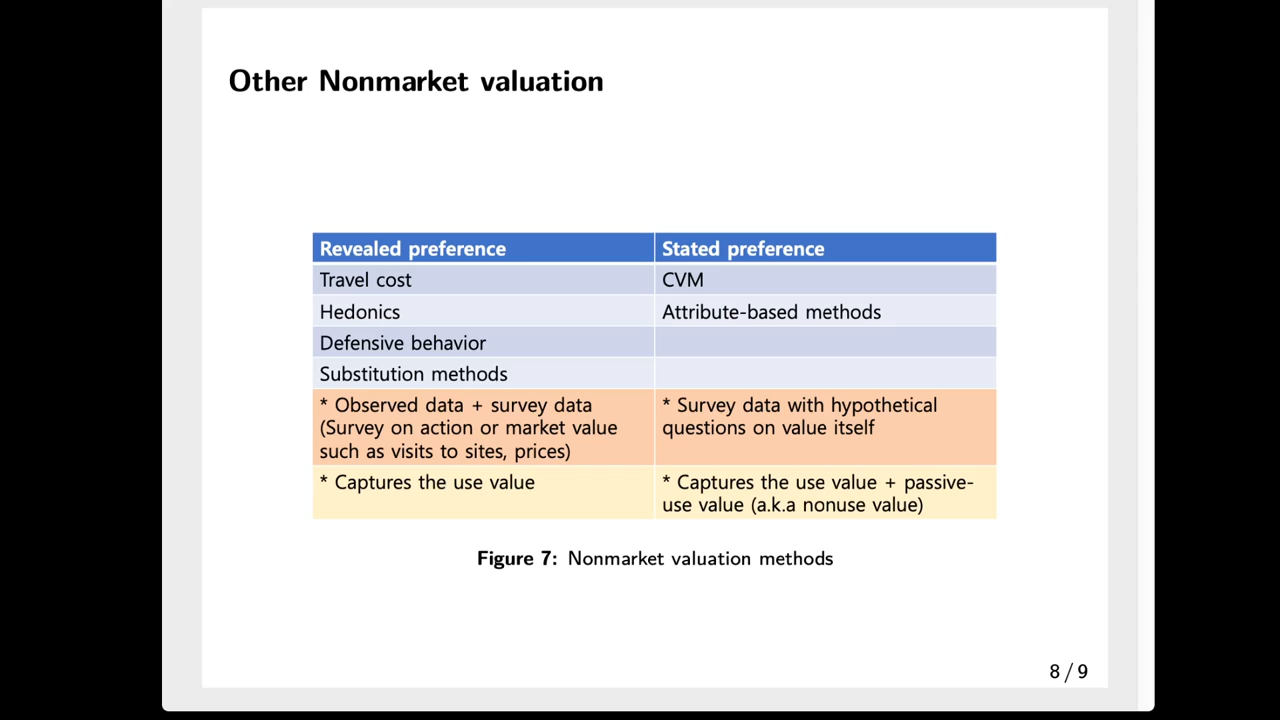 Other Nonmarket valuation
Revealed preference
Stated preference
Travel cost
CVM
Hedonics
Attribute-based methods
Defensive behavior
Substitution methods
* Observed data + survey data
(Survey on action or market value
such as visits to sites, prices)
* Survey data with hypothetical
questions on value itself
* Captures the use value
* Captures the use value + passive-
use value (a.k.a nonuse value)
Figure 7: Nonmarket valuation methods
8 / 9